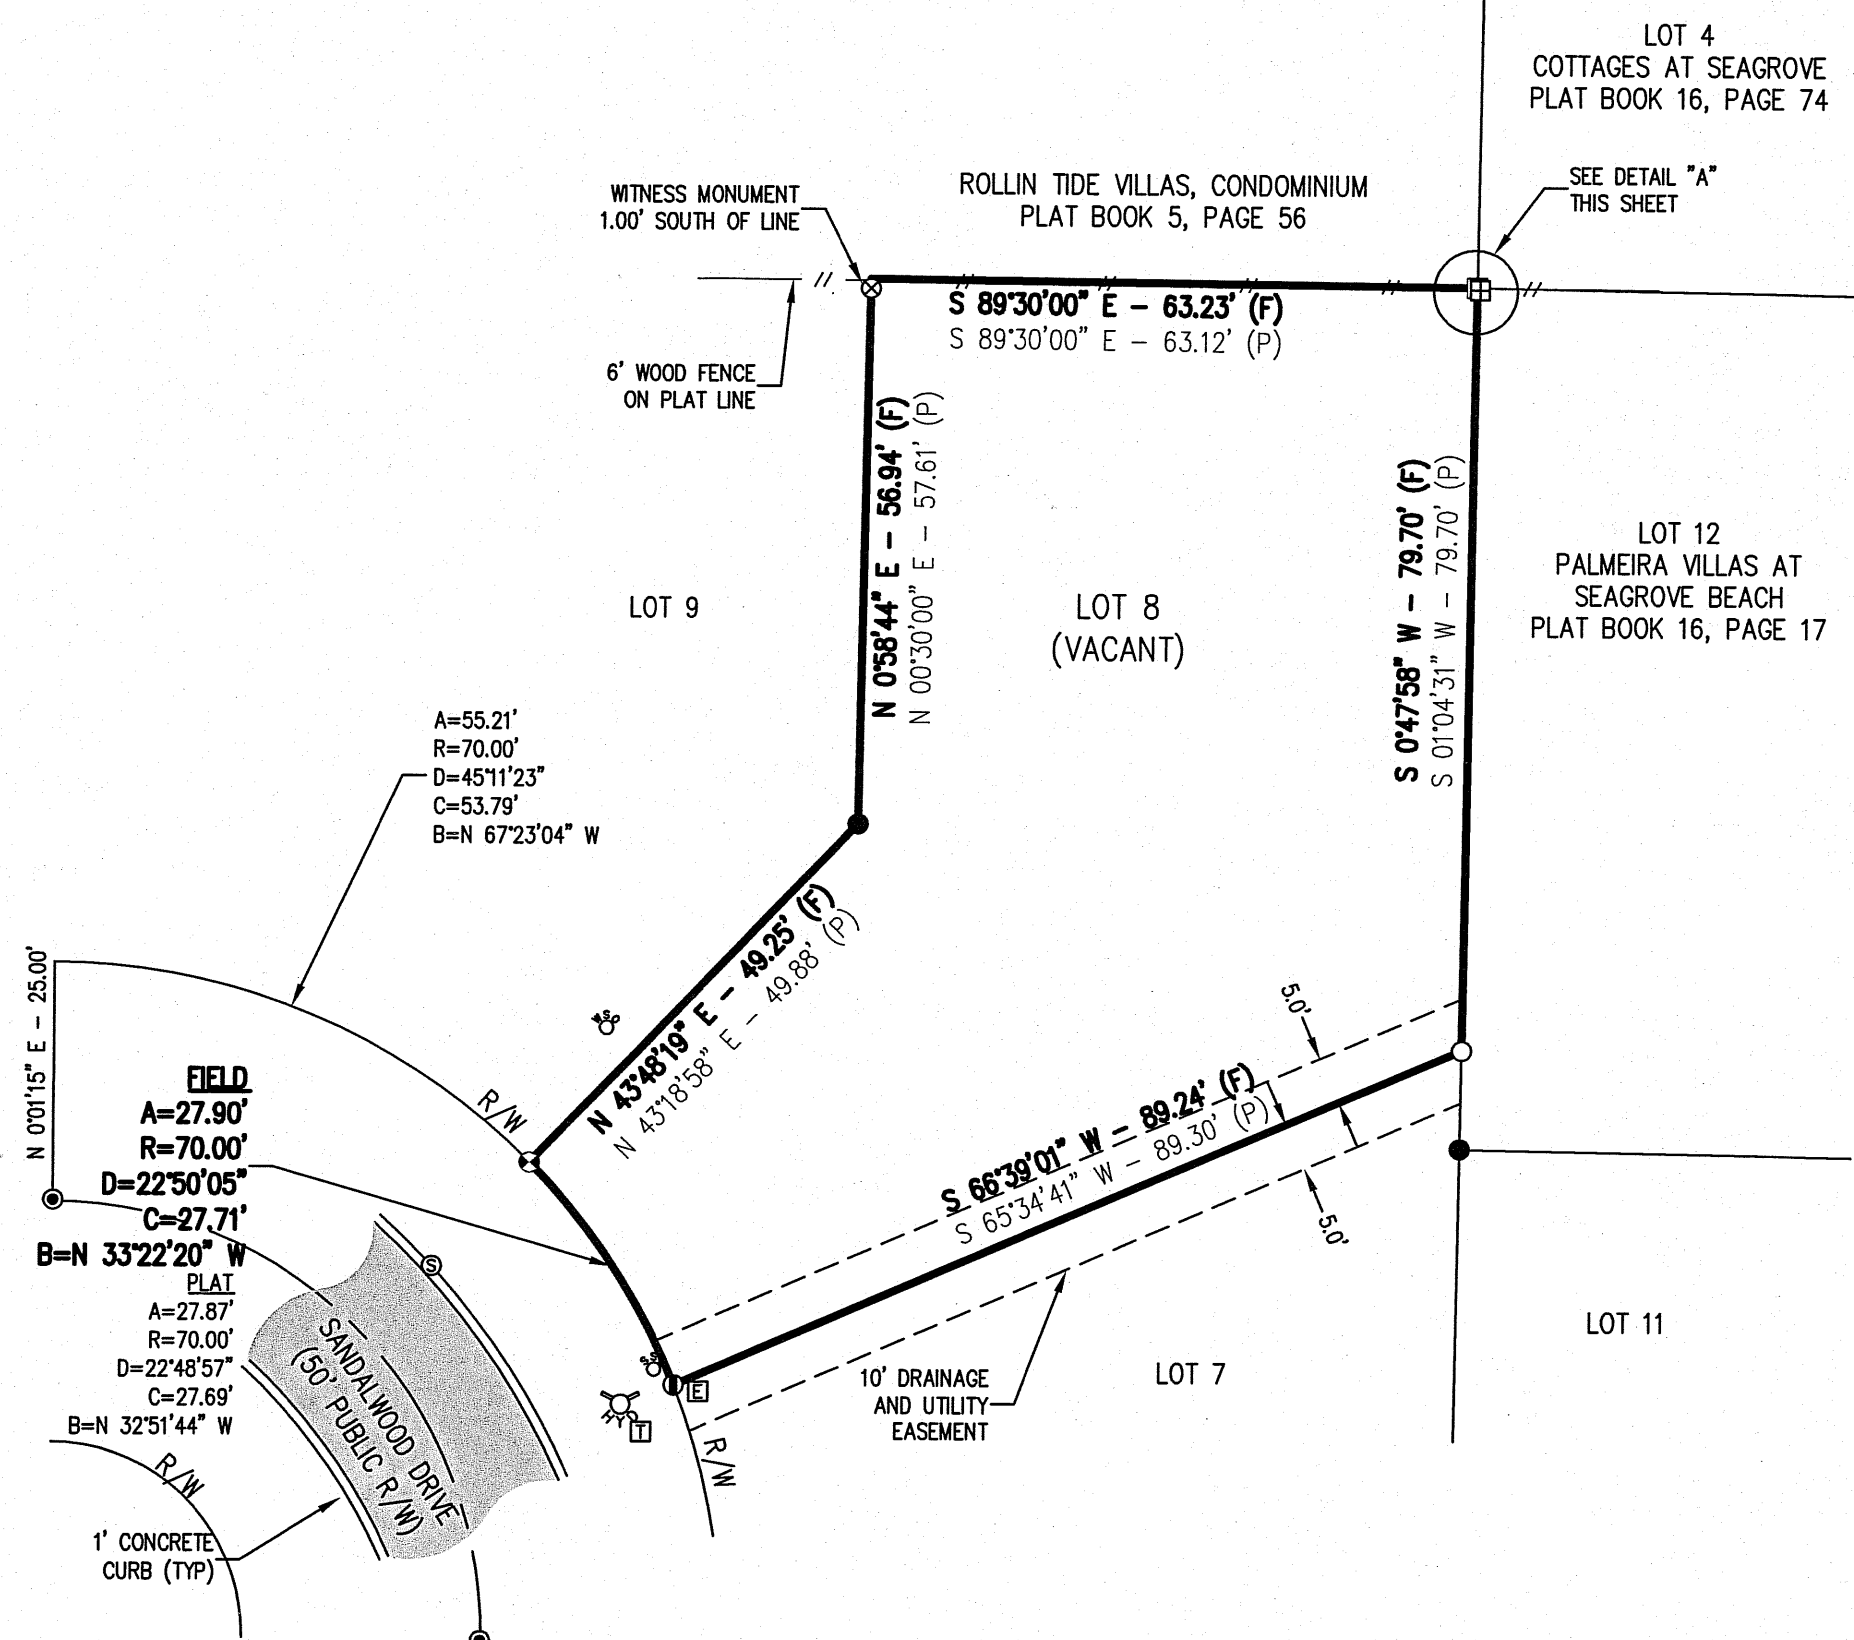 LOT 4
COTTAGES AT SEAGROVE
PLAT BOOK 16, PAGE 74
SEE DETAIL "A"
THIS SHEET
ROLLIN TIDE VILLAS, CONDOMINIUM
PLAT BOOK 5, PAGE 56
WITNESS MONUMENT
1.00' SOUTH OF LINE
S 89°30'00" E - 63.23' (F)
S 89°30'00" E - 63.12' (P)
6' WOOD FENCE
ON PLAT LINE
N 0°58'44" E - 56.94' (F)
N 00°30'00" E - 57.61' (P)
S 0°47'58" W - 79.70' (F)
S 01°04'31" W - 79.70' (P)
LOT 12
PALMEIRA VILLAS AT
SEAGROVE BEACH
PLAT BOOK 16, PAGE 17
LOT 9
LOT 8
(VACANT)
A=55.21'
R=70.00'
D=45°11'23"
C=53.79'
B=N 67°23'04" W
N 43°48'19" E - 49.25' (F)
N 43°18'58" E - 49.88' (P)
N 0°01'15" E - 25.00'
R/W
5.0'
S 66°39'01" W - 89.24' (F)
S 65°34'41" W - 89.30' (P)
5.0'
FIELD
A=27.90'
R=70.00'
D=22°50'05"
C=27.71'
B=N 33°22'20" W
PLAT
A=27.87'
R=70.00'
D=22°48'57"
C=27.69'
B=N 32°51'44" W
S
SANDALWOOD DRIVE
(50' PUBLIC R/W)
R/W
1' CONCRETE
CURB (TYP)
E
HYD
T
R/W
10' DRAINAGE
AND UTILITY
EASEMENT
LOT 7
LOT 11